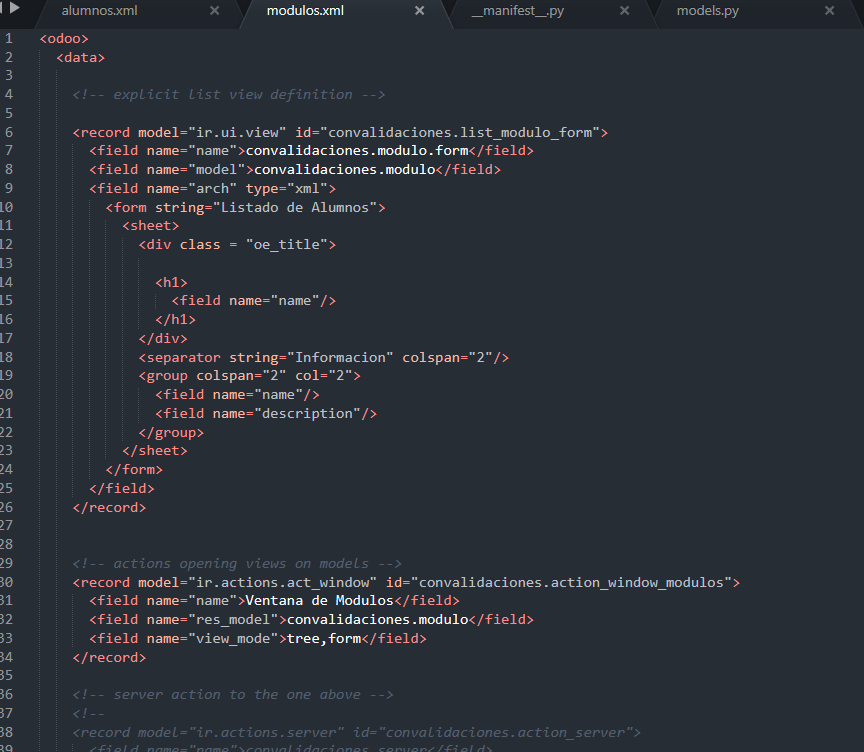 alumnos.xml × modulos.xml × __manifest__.py × models.py ×
1 <odoo>
2 <data>
3
4 <!-- explicit list view definition -->
5
6 <record model="ir.ui.view" id="convalidaciones.list_modulo_form">
7 <field name="name">convalidaciones.modulo.form</field>
8 <field name="model">convalidaciones.modulo</field>
9 <field name="arch" type="xml">
10 <form string="Listado de Alumnos">
11 <sheet>
12 <div class = "oe_title">
13
14 <h1>
15 <field name="name"/>
16 </h1>
17 </div>
18 <separator string="Informacion" colspan="2"/>
19 <group colspan="2" col="2">
20 <field name="name"/>
21 <field name="description"/>
22 </group>
23 </sheet>
24 </form>
25 </field>
26 </record>
27
28
29 <!-- actions opening views on models -->
30 <record model="ir.actions.act_window" id="convalidaciones.action_window_modulos">
31 <field name="name">Ventana de Modulos</field>
32 <field name="res_model">convalidaciones.modulo</field>
33 <field name="view_mode">tree,form</field>
34 </record>
35
36 <!-- server action to the one above -->
37 <!--
38 <record model="ir.actions.server" id="convalidaciones.action_server">
39 <field name="name">convalidaciones server</field>